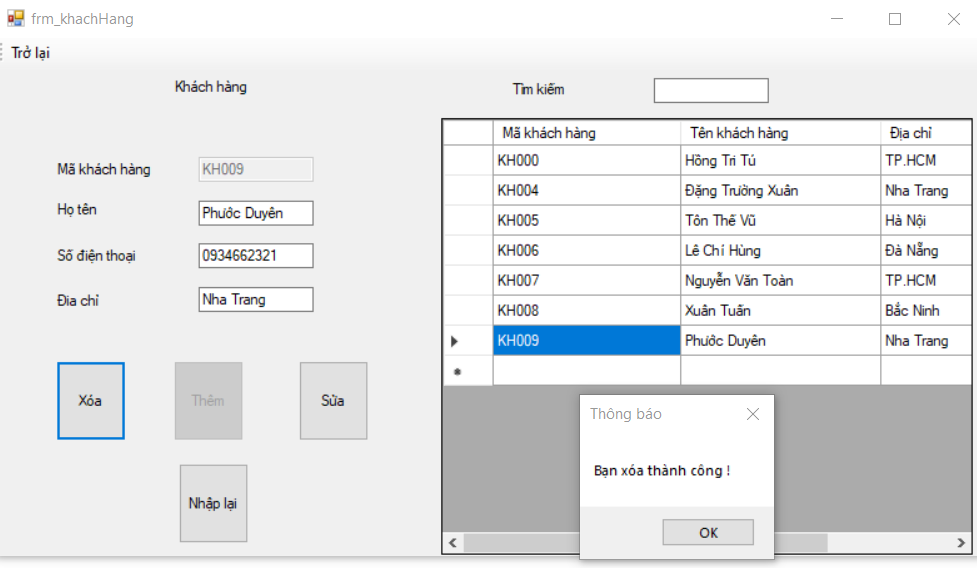 frm_khachHang
Trở lại
Khách hàng
Tìm kiếm
Mã khách hàng KH009
Họ tên Phước Duyên
Số điện thoại 0934662321
Đia chỉ Nha Trang
Xóa Thêm Sửa
Nhập lại
Mã khách hàng Tên khách hàng Địa chỉ
KH000 Hồng Tri Tú TP.HCM
KH004 Đặng Trường Xuân Nha Trang
KH005 Tôn Thế Vũ Hà Nội
KH006 Lê Chí Hùng Đà Nẵng
KH007 Nguyễn Văn Toàn TP.HCM
KH008 Xuân Tuấn Bắc Ninh
KH009 Phước Duyên Nha Trang
Thông báo
Bạn xóa thành công !
OK